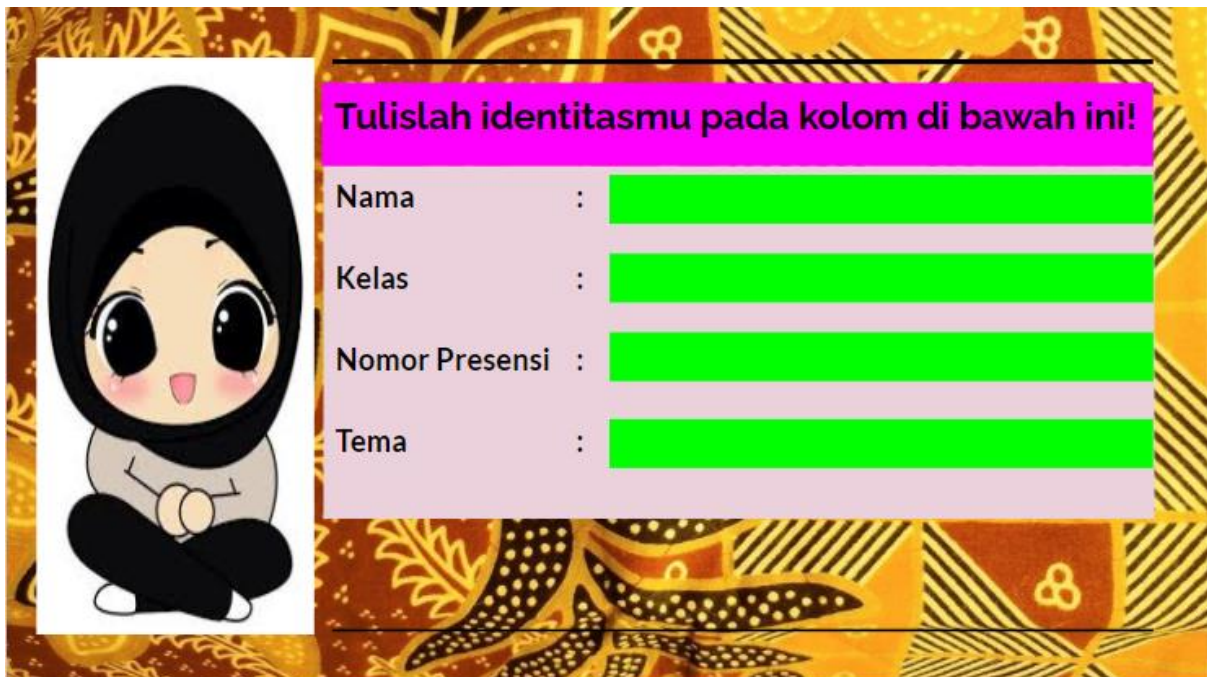 Tulislah identitasmu pada kolom di bawah ini!
Nama :
Kelas :
Nomor Presensi :
Tema :